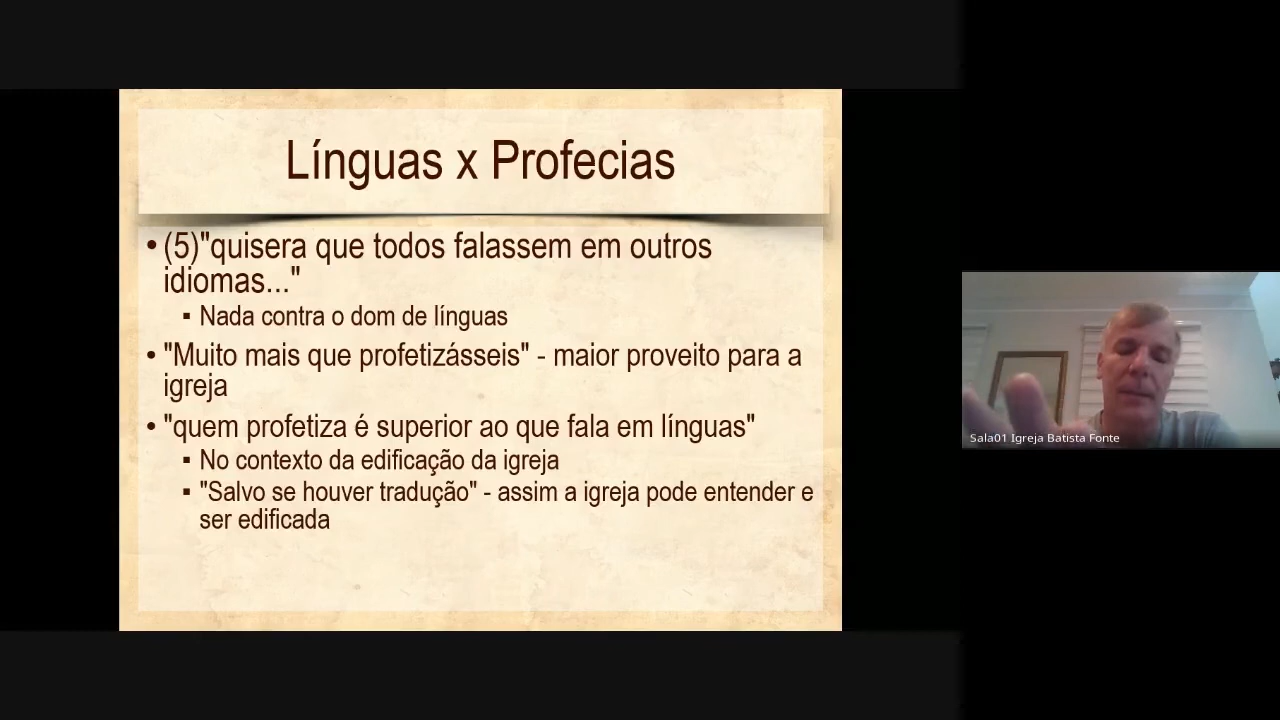 Línguas x Profecias
• (5)"quisera que todos falassem em outros
idiomas..."
▪ Nada contra o dom de línguas
• "Muito mais que profetizásseis" - maior proveito para a
igreja
• "quem profetiza é superior ao que fala em línguas"
▪ No contexto da edificação da igreja
▪ "Salvo se houver tradução" - assim a igreja pode entender e
ser edificada
Sala01 Igreja Batista Fonte